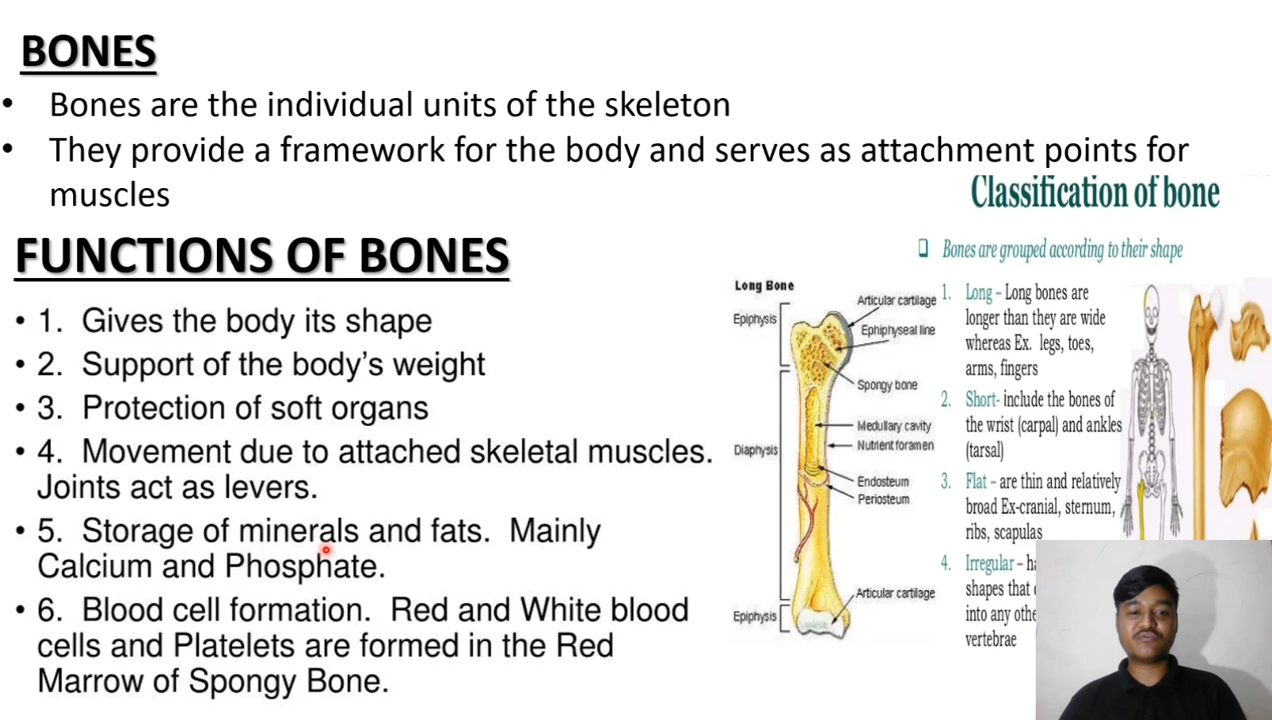 BONES
• Bones are the individual units of the skeleton
• They provide a framework for the body and serves as attachment points for
muscles
FUNCTIONS OF BONES
• 1. Gives the body its shape
• 2. Support of the body's weight
• 3. Protection of soft organs
• 4. Movement due to attached skeletal muscles.
Joints act as levers.
• 5. Storage of minerals and fats. Mainly
Calcium and Phosphate.
• 6. Blood cell formation. Red and White blood
cells and Platelets are formed in the Red
Marrow of Spongy Bone.
Long Bone
Epiphysis
Articular cartilage
Ephiphyseal line
Spongy bone
Medullary cavity
Diaphysis
Nutrient foramen
Endosteum
Periosteum
Articular cartilage
Epiphysis
Classification of bone
❑ Bones are grouped according to their shape
1. Long – Long bones are
longer than they are wide
whereas Ex. legs, toes,
arms, fingers
2. Short- include the bones of
the wrist (carpal) and ankles
(tarsal)
3. Flat – are thin and relatively
broad Ex-cranial, sternum,
ribs, scapulas
4. Irregular –
shapes that
into any
vertebrae